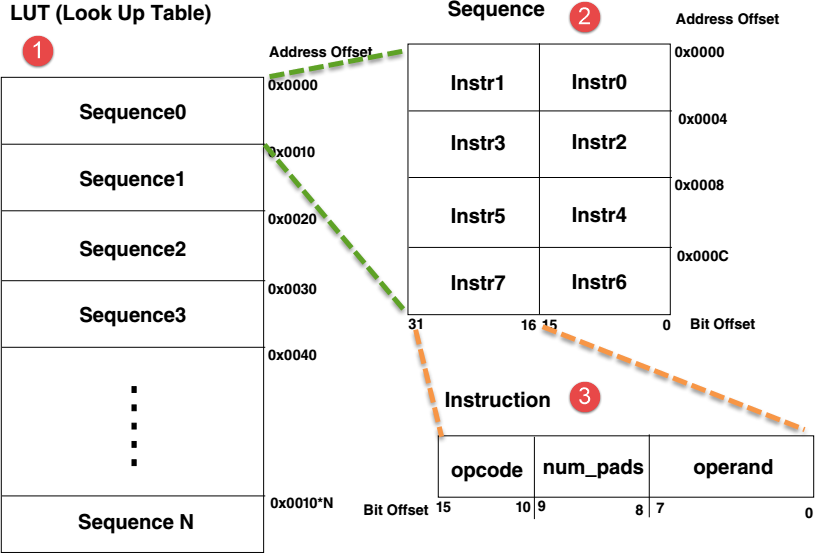 LUT (Look Up Table)
1
Address Offset
0x0000
Sequence0
0x0010
Sequence1
0x0020
Sequence2
0x0030
Sequence3
0x0040
0x0010*N
Sequence N
Sequence 2
Address Offset
0x0000
Instr1 Instr0
0x0004
Instr3 Instr2
0x0008
Instr5 Instr4
0x000C
Instr7 Instr6
31 16 15 0 Bit Offset
Instruction 3
opcode num_pads operand
Bit Offset 15 10 9 8 7 0